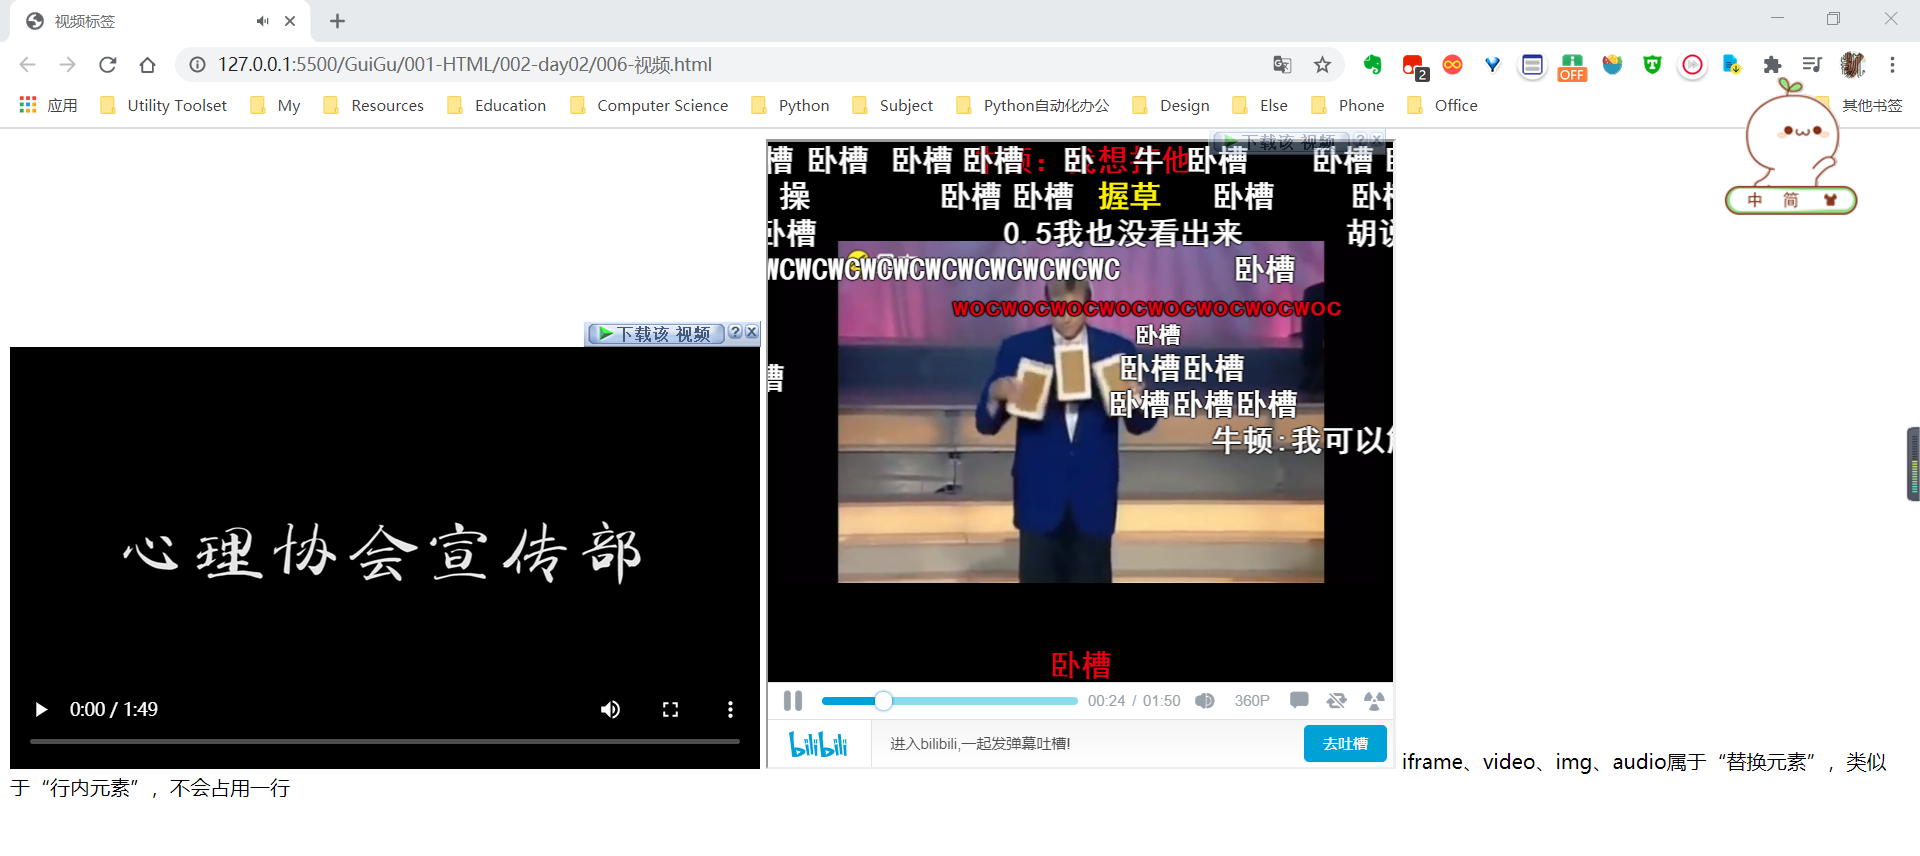 视频标签
127.0.0.1:5500/GuiGu/001-HTML/002-day02/006-视频.html
2
OFF
应用 Utility Toolset My Resources Education Computer Science Python Subject Python自动化办公 Design Else Phone Office 其他书签
中 简
下载该 视频
心理协会宣传部
0:00 / 1:49
下载该 视频
槽 卧槽 卧槽 卧槽 卧 牛 卧槽 卧槽
操 卧槽 卧槽 握草 卧槽
卧槽 0.5我也没看出来 胡说
WCWCWCWCWCWCWCWCWCWCWC 卧槽
WOCWOCWOCWOCWOCWOCWOCWOC
卧槽
槽 卧槽卧槽
卧槽卧槽卧槽
牛顿:我可以
卧槽
00:24 / 01:50 360P
bilibili 进入bilibili,一起发弹幕吐槽! 去吐槽
iframe、video、img、audio属于“替换元素”，类似
于“行内元素”，不会占用一行